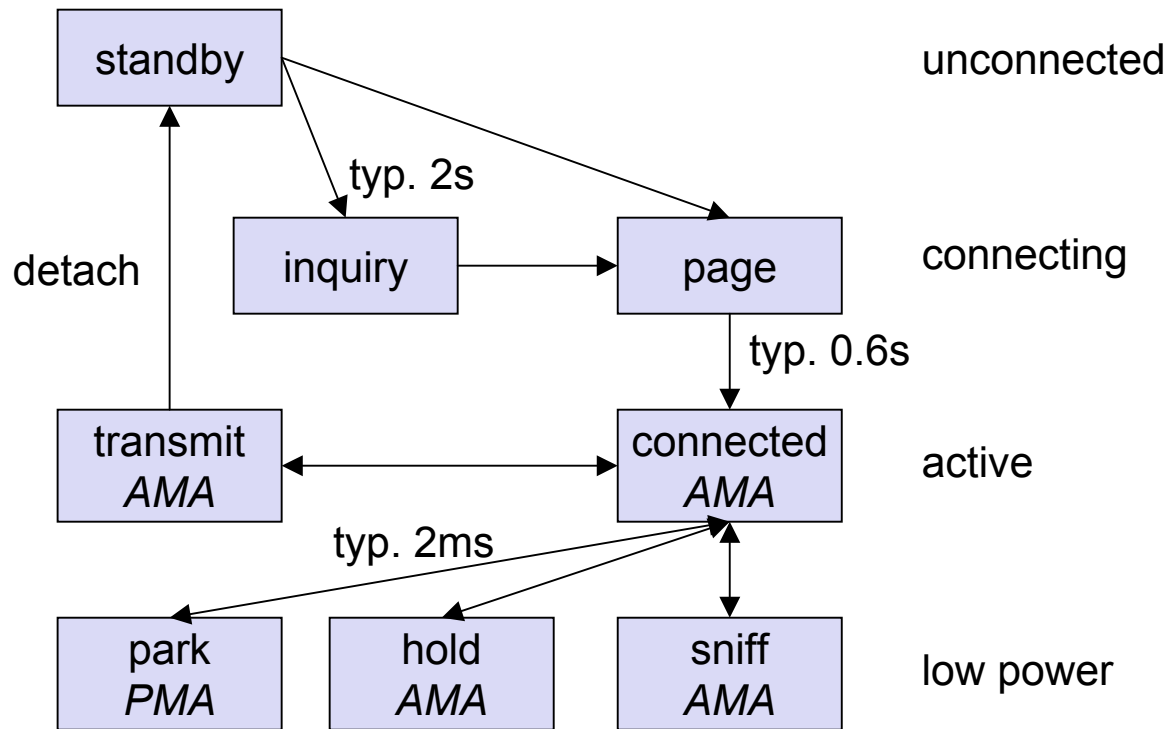 standby
unconnected
typ. 2s
detach
inquiry
page
connecting
typ. 0.6s
transmit
AMA
connected
AMA
active
typ. 2ms
park
PMA
hold
AMA
sniff
AMA
low power